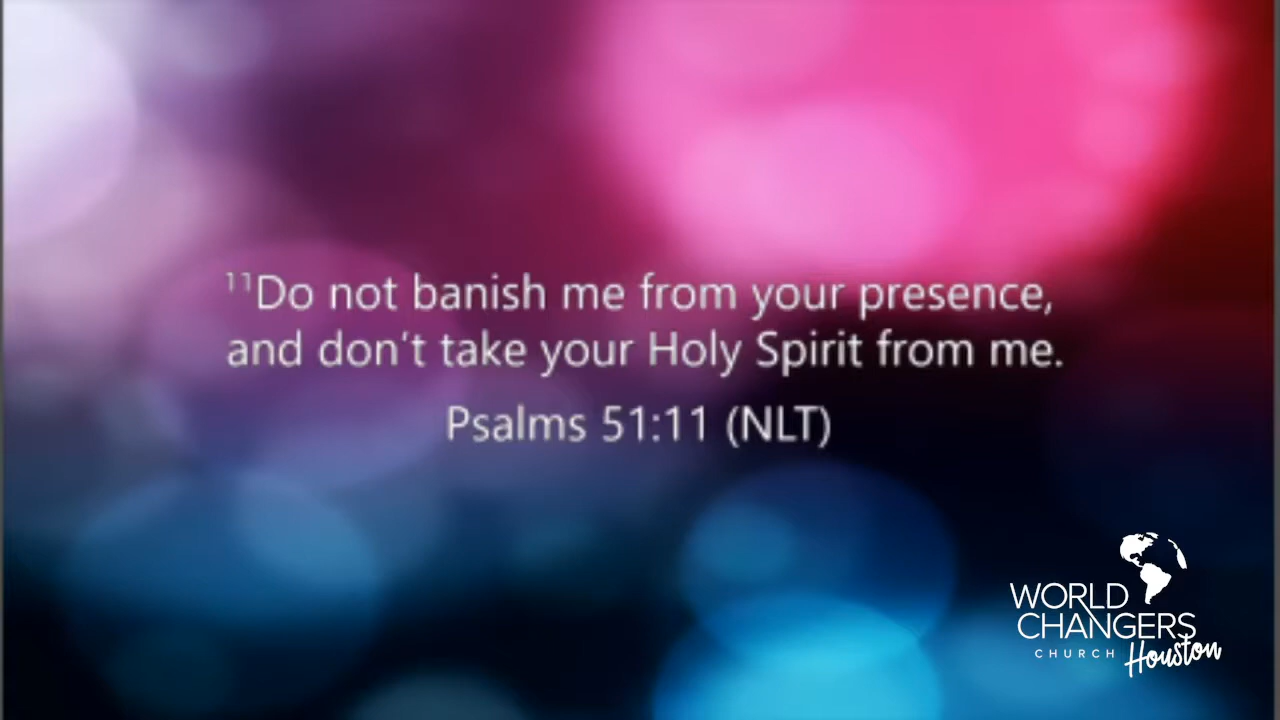 ¹¹Do not banish me from your presence,
and don't take your Holy Spirit from me.
Psalms 51:11 (NLT)
WORLD
CHANGERS
CHURCH Houston